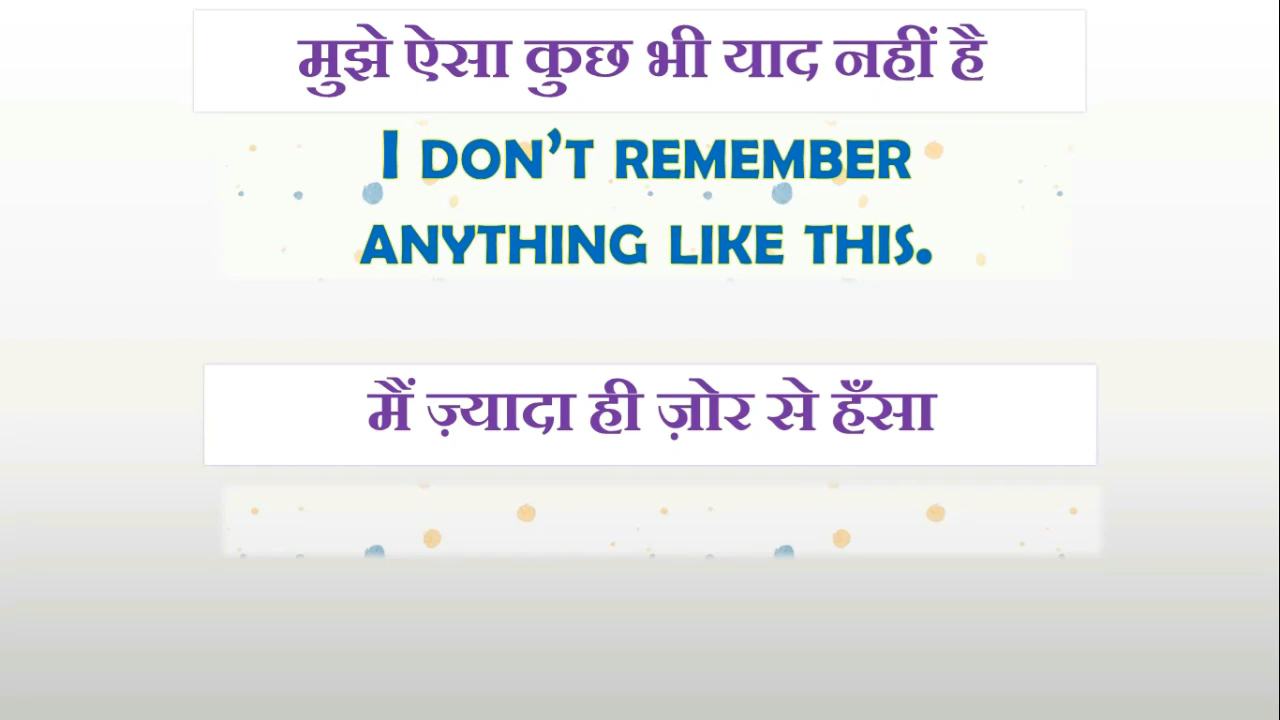 मुझे ऐसा कुछ भी याद नहीं है
I DON'T REMEMBER
ANYTHING LIKE THIS.
मैं ज़्यादा ही ज़ोर से हँसा